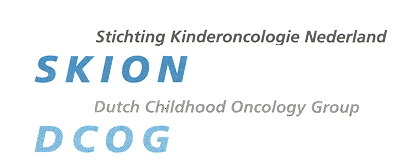 Stichting Kinderoncologie Nederland
SKION
Dutch Childhood Oncology Group
DCOG